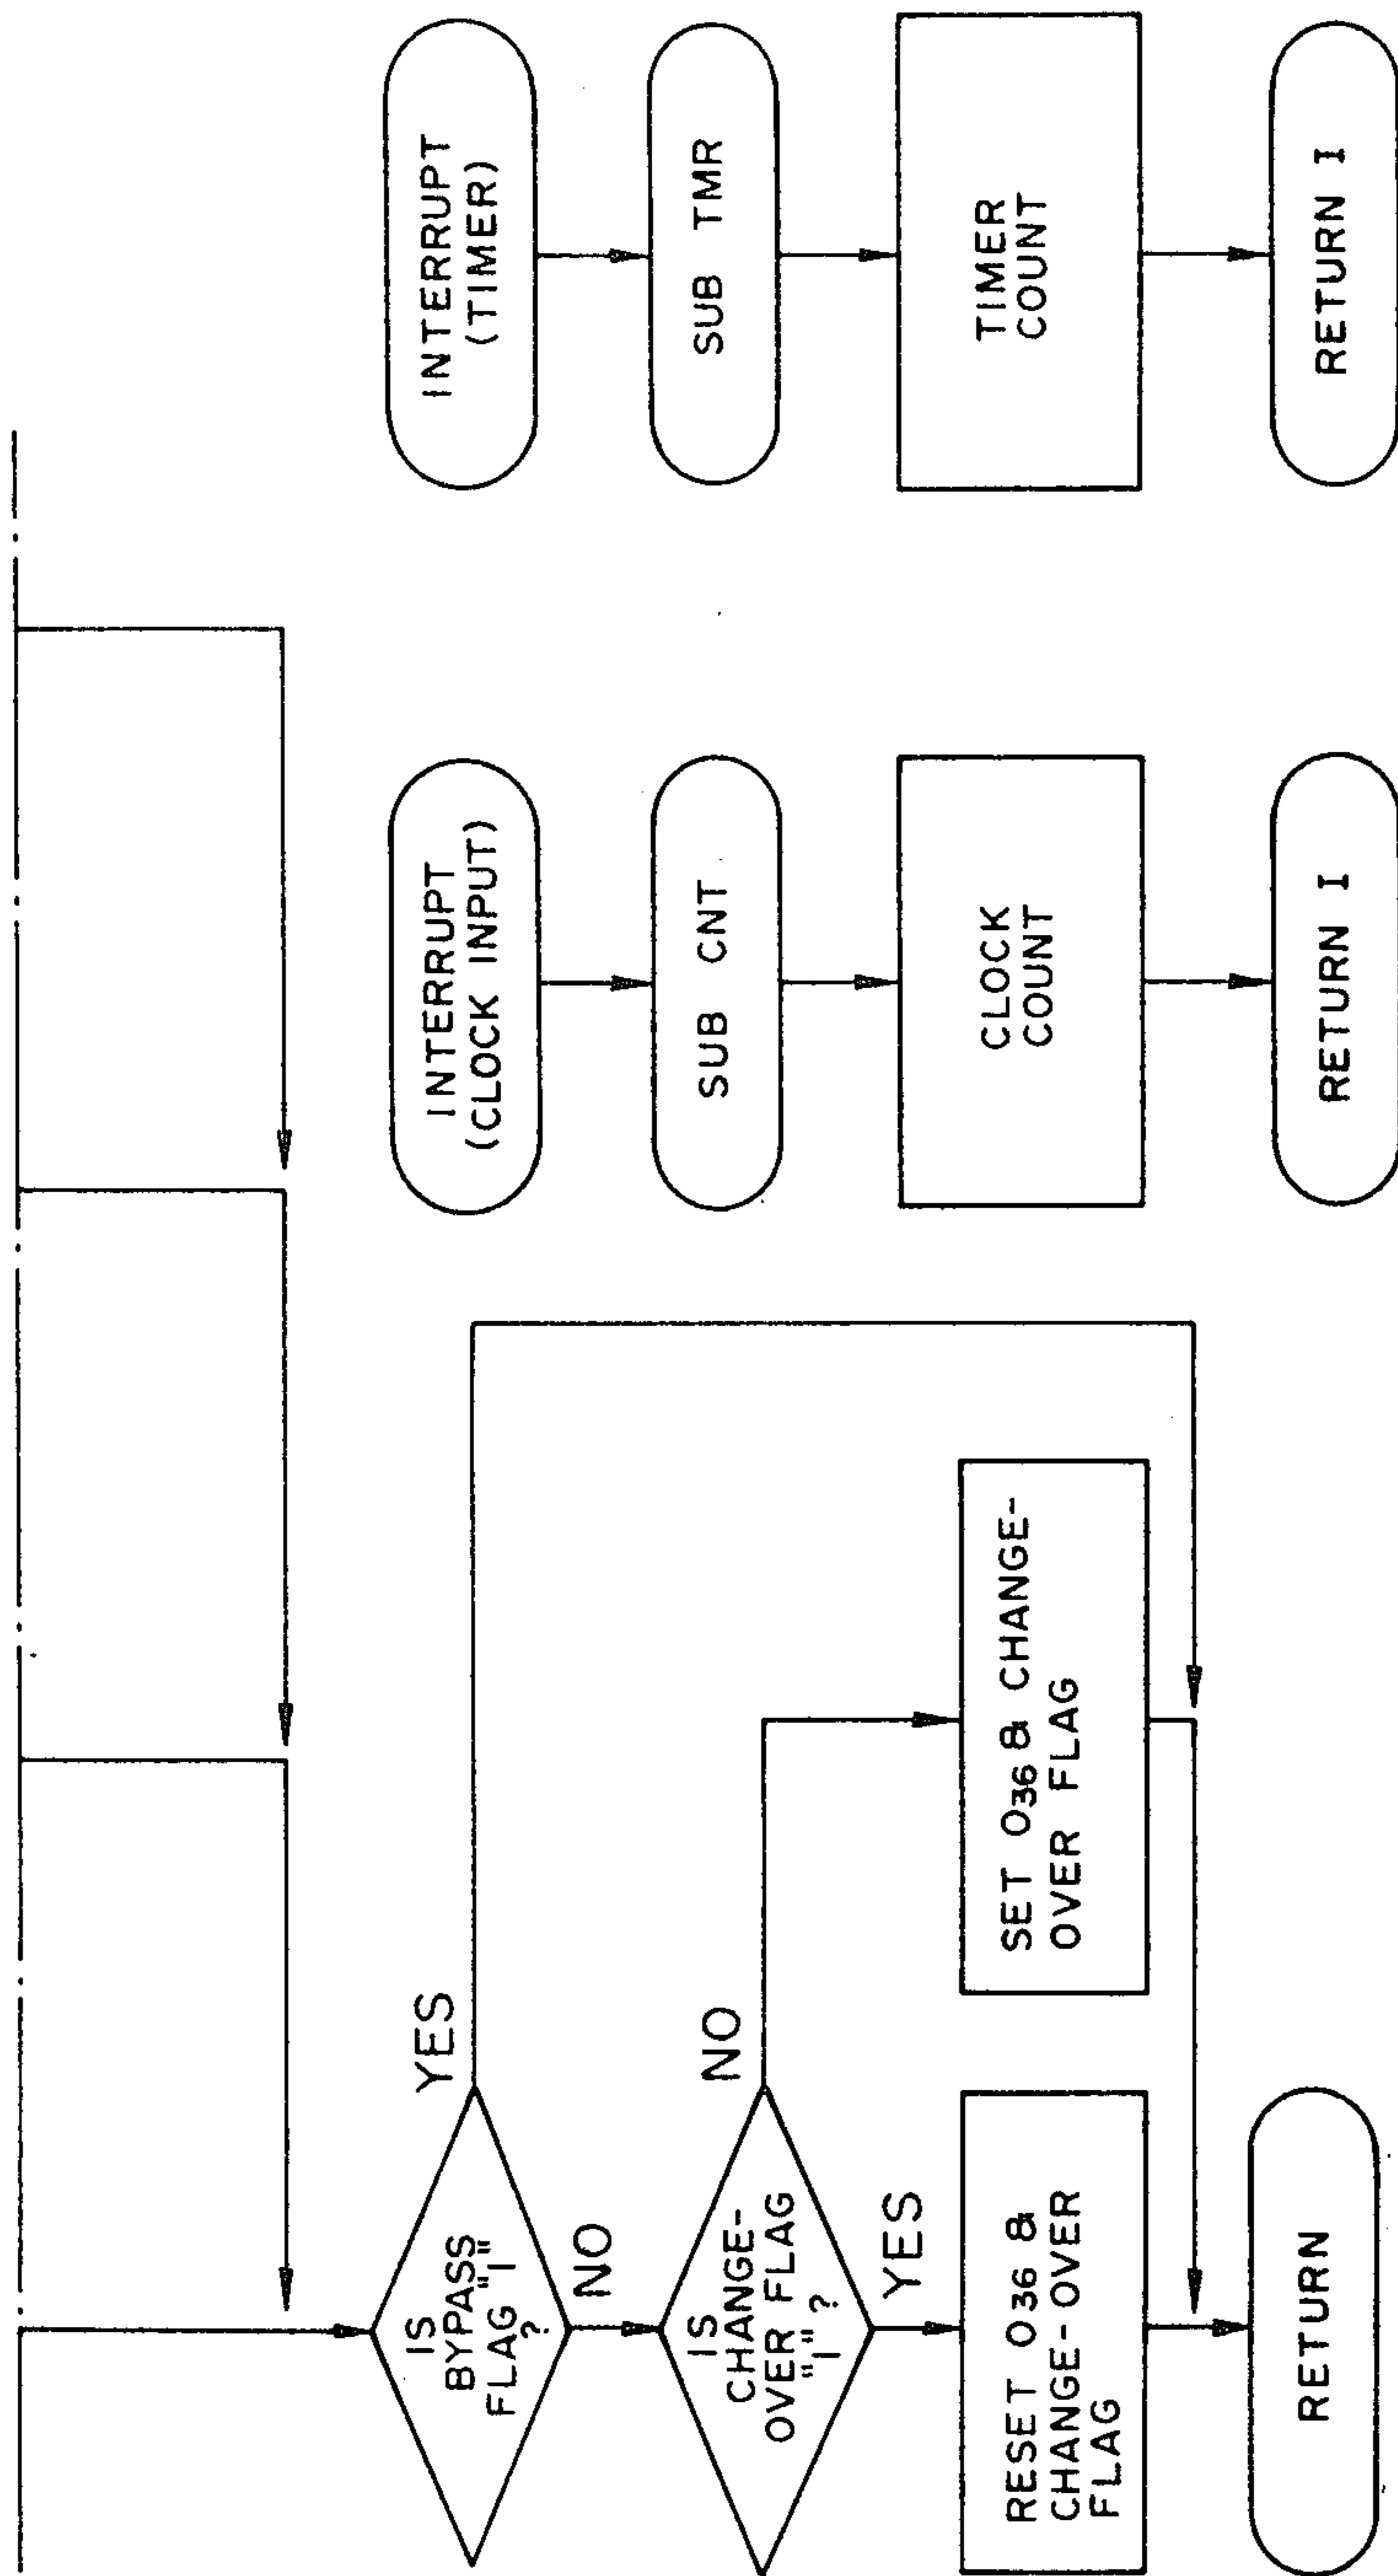 IS
BYPASS
FLAG "1"
?
YES
NO
IS
CHANGE-
OVER FLAG
"1" ?
NO
YES
RESET O36 &
CHANGE-OVER
FLAG
SET O36 & CHANGE-
OVER FLAG
RETURN
INTERRUPT
(CLOCK INPUT)
SUB CNT
CLOCK
COUNT
RETURN I
INTERRUPT
(TIMER)
SUB TMR
TIMER
COUNT
RETURN I